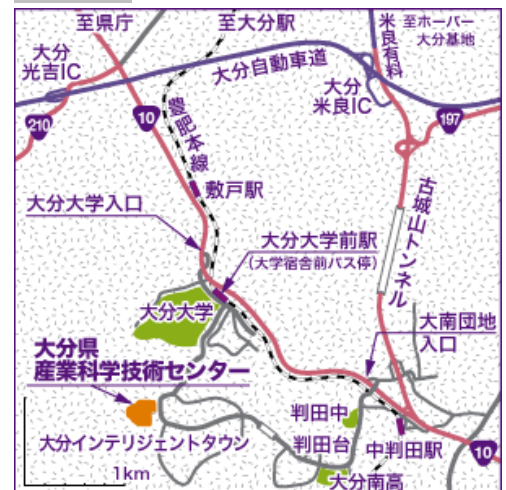 至県庁
至大分駅
米良有料
至ホーバー
大分基地
大分
光吉IC
大分自動車道
大分
米良IC
210
10
197
豊肥本線
敷戸駅
古城山トンネル
大分大学入口
大分大学前駅
(大学宿舎前バス停)
大分大学
大南団地
入口
大分県
産業科学技術センター
判田中
大分インテリジェントタウン
判田台
中判田駅
10
大分南高
1km